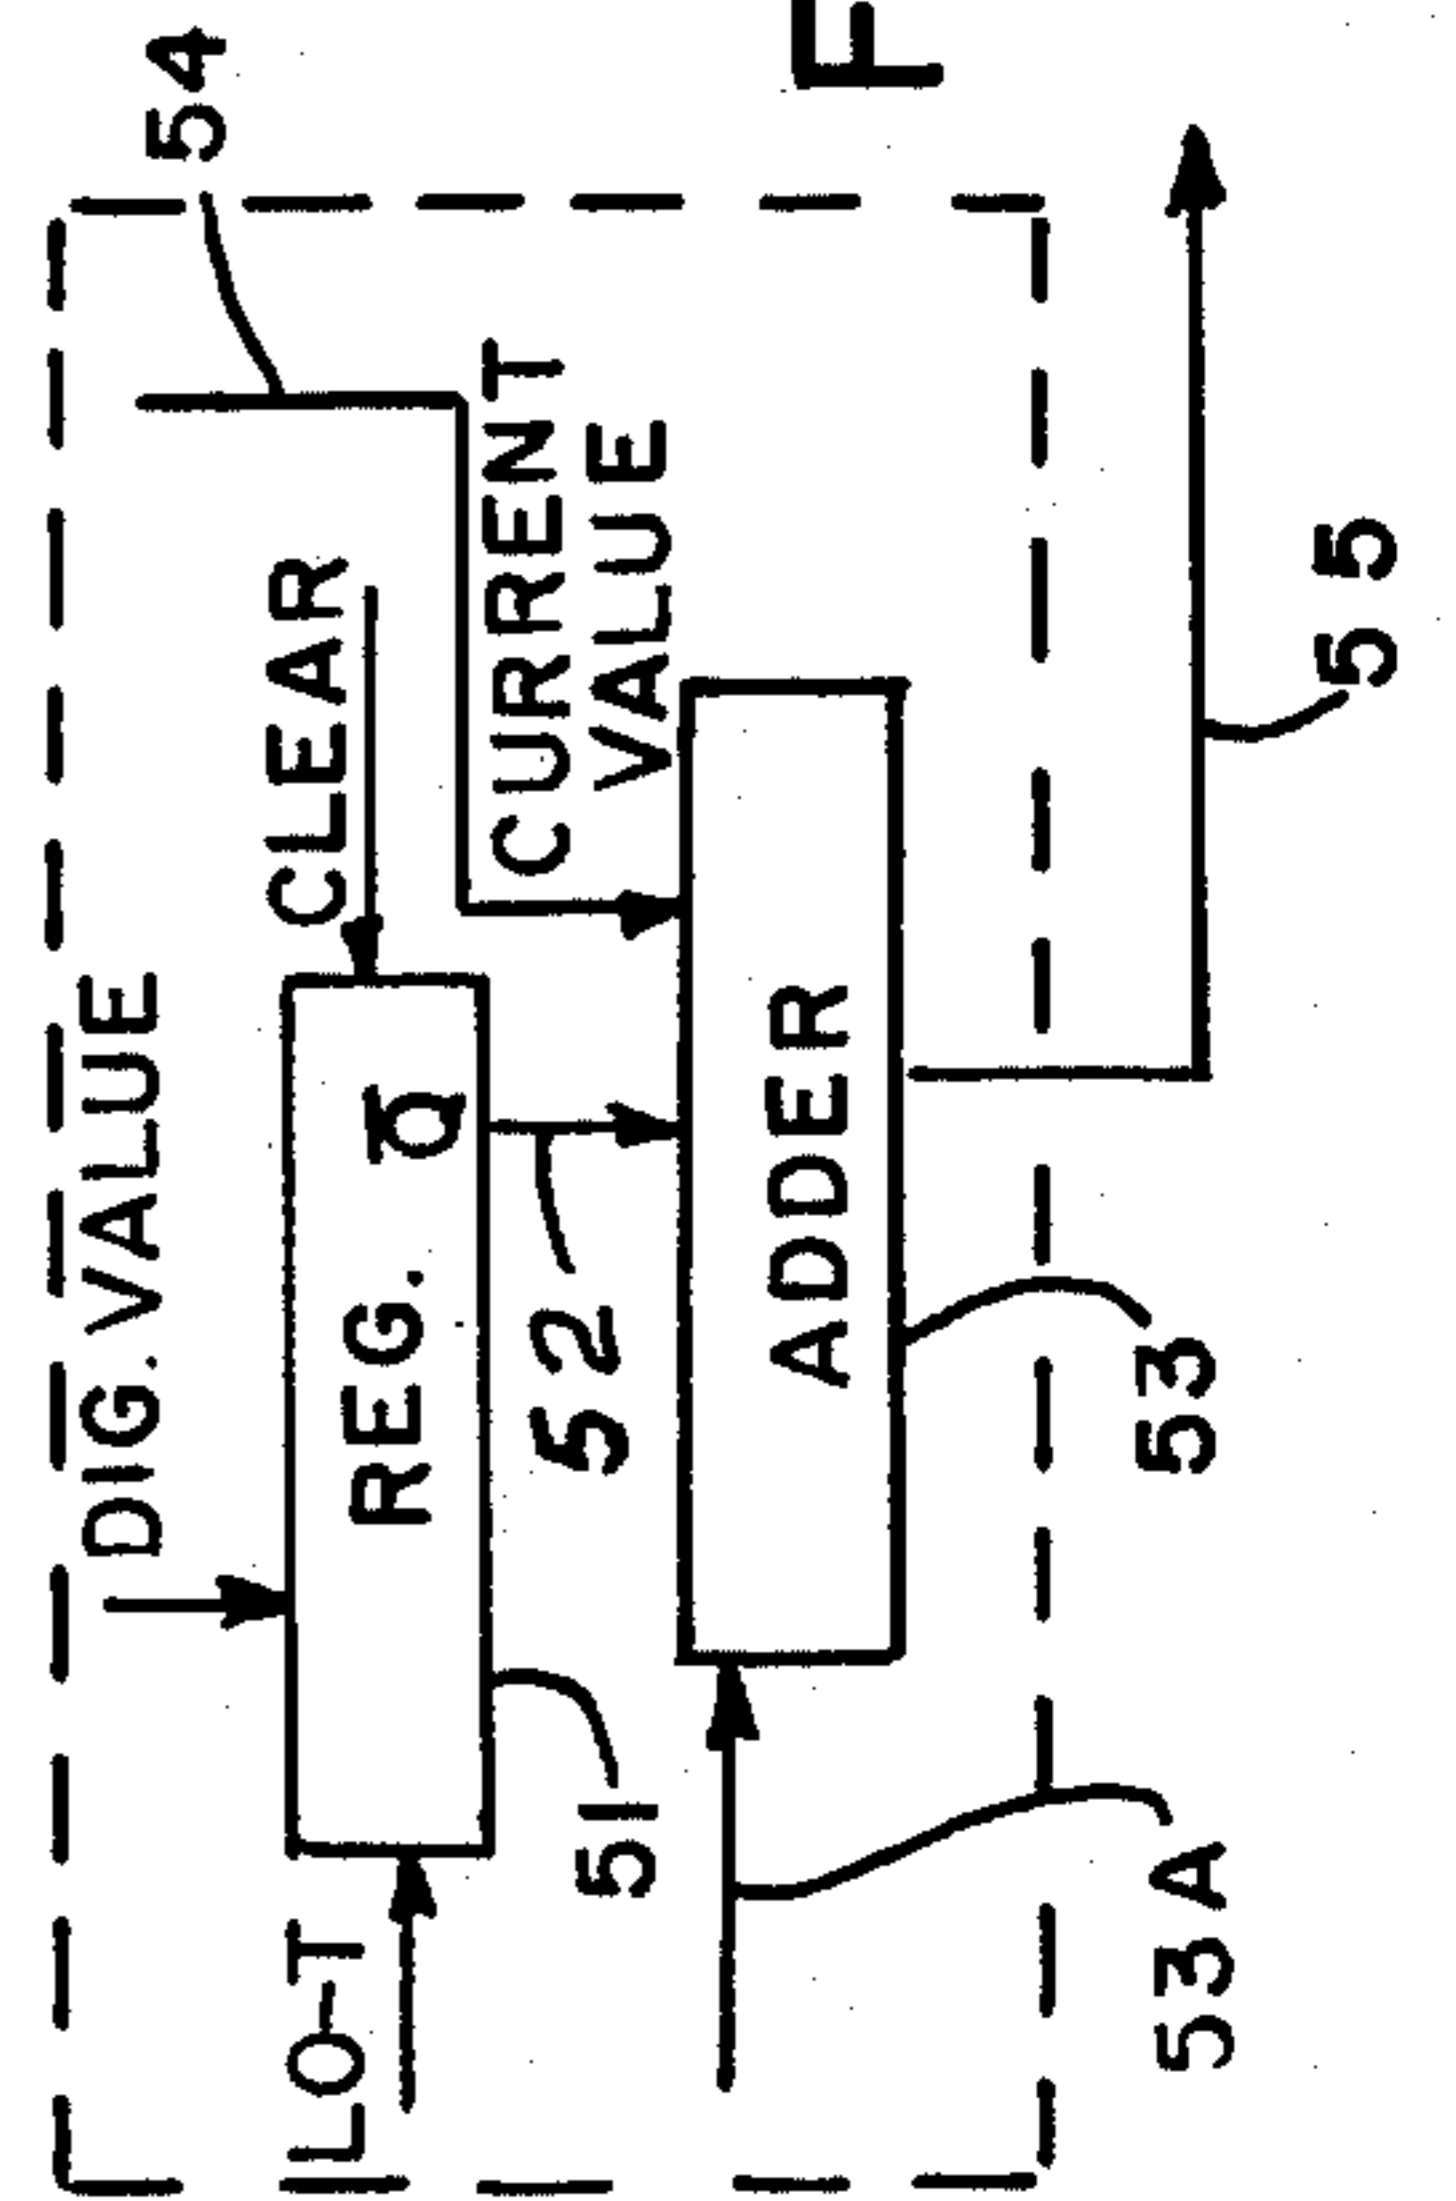 DIG. VALUE
54
LO-T
CLEAR
REG. Q̅
CURRENT
VALUE
52
51
ADDER
F
53
53A
55